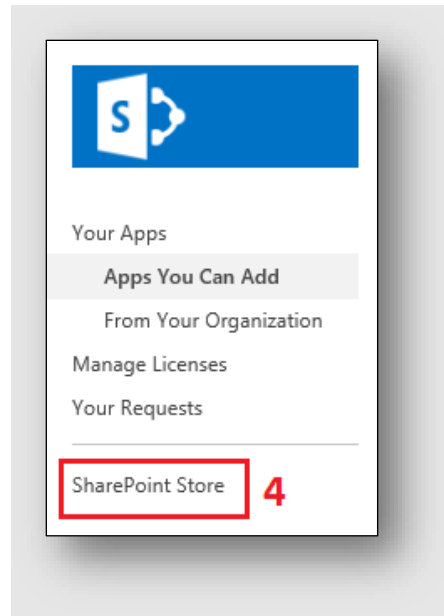 S
Your Apps
Apps You Can Add
From Your Organization
Manage Licenses
Your Requests
SharePoint Store 4